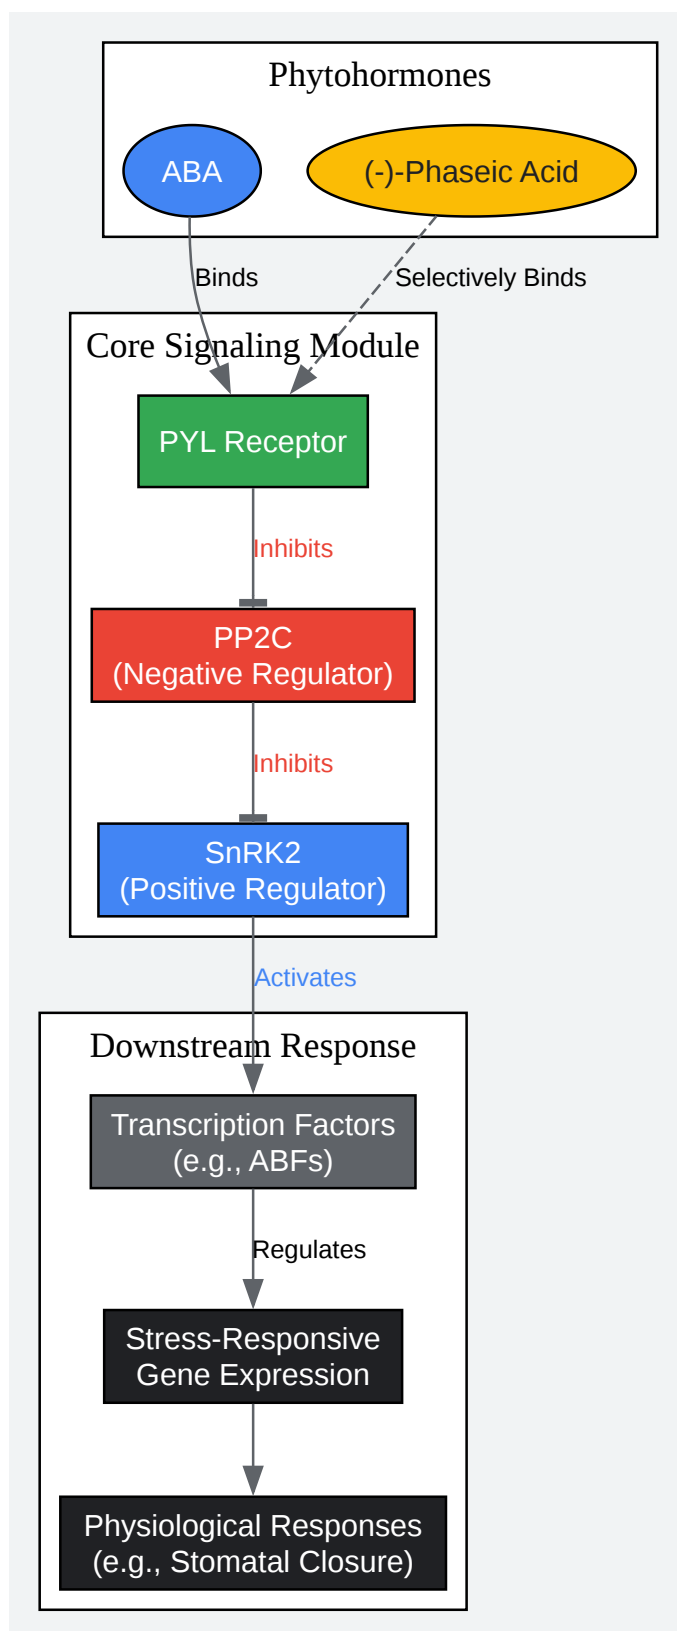 Phytohormones
ABA
(-)-Phaseic Acid
Binds
Selectively Binds
Core Signaling Module
PYL Receptor
Inhibits
PP2C
(Negative Regulator)
Inhibits
SnRK2
(Positive Regulator)
Activates
Downstream Response
Transcription Factors
(e.g., ABFs)
Regulates
Stress-Responsive
Gene Expression
Physiological Responses
(e.g., Stomatal Closure)